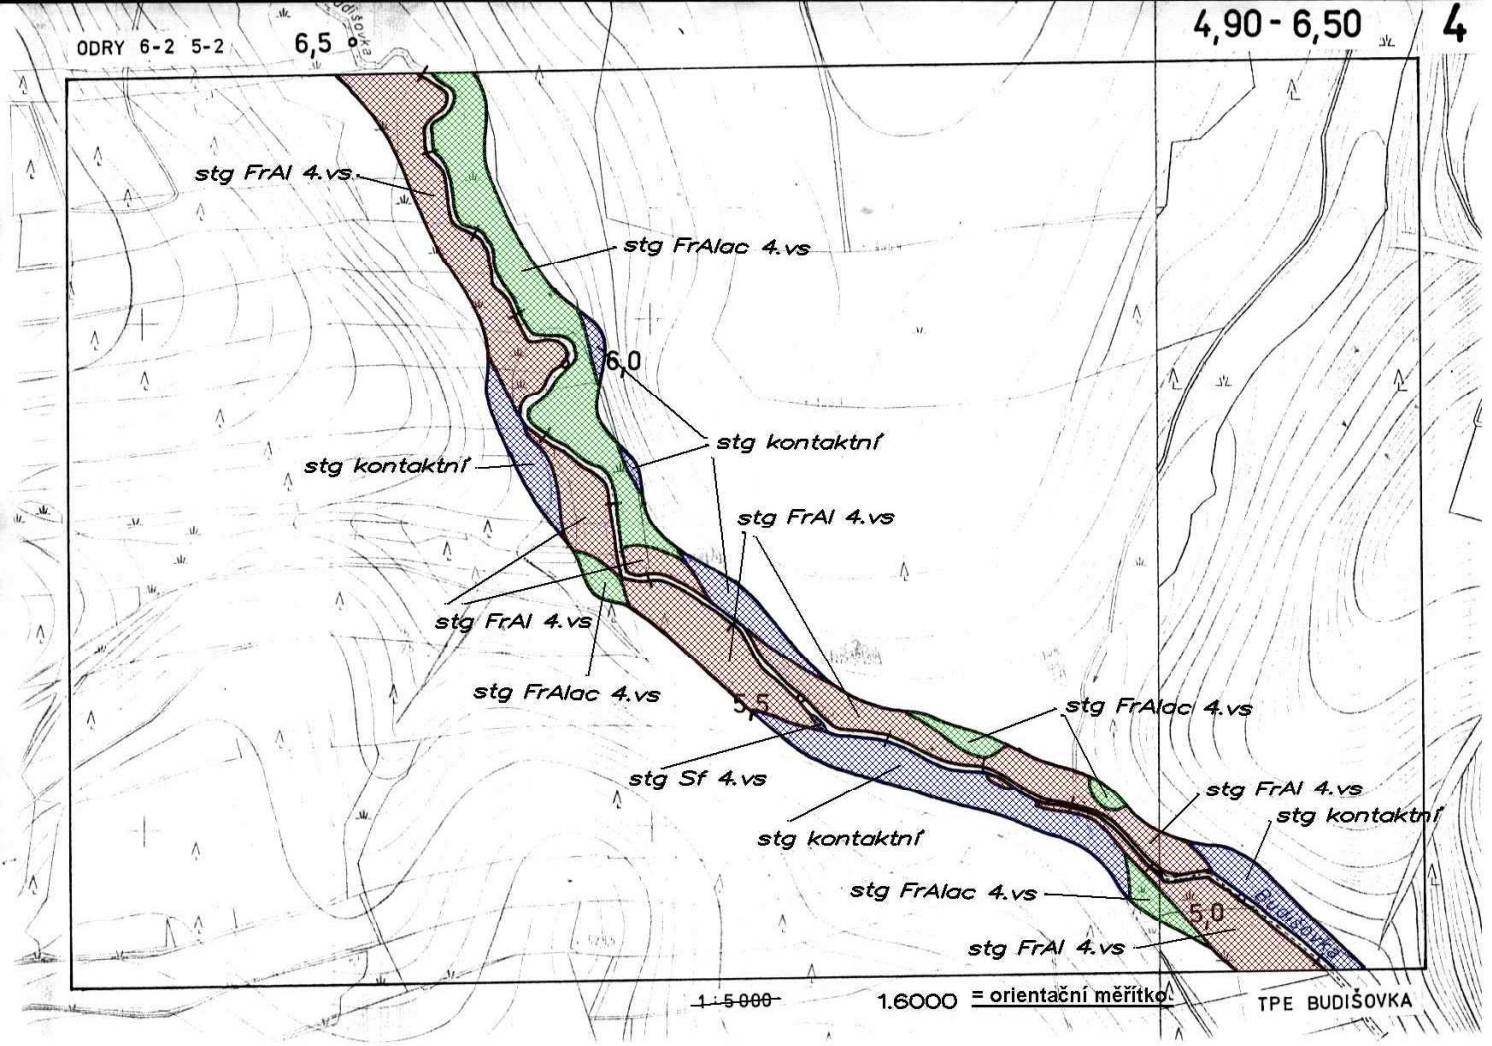 Budišovka
4,90 - 6,50
4
ODRY 6-2 5-2
6,5
stg FrAl 4.vs.
stg FrAlac 4.vs
6,0
stg kontaktní
stg kontaktní
stg FrAl 4.vs
stg FrAl 4.vs
stg FrAlac 4.vs
5,5
stg FrAlac 4.vs
stg Sf 4.vs
stg FrAl 4.vs
stg kontaktní
stg kontaktní
stg FrAlac 4.vs
Budišovka
5,0
stg FrAl 4.vs
1:5000
1.6000 = orientační měřítko.
TPE BUDIŠOVKA